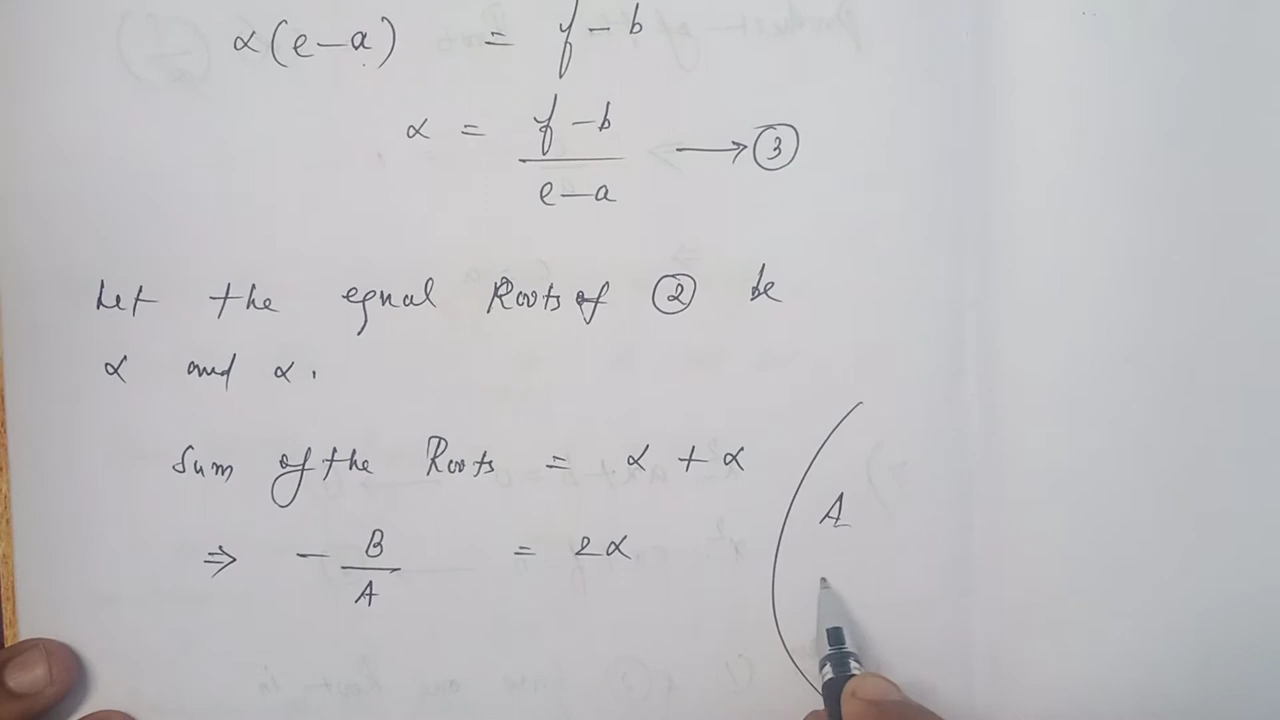 α(e-a) = f-b
α = f-b / e-a → ③
Let the equal Roots of ② be
α and α.
Sum of the Roots = α + α
⇒ - B / A = 2α
A